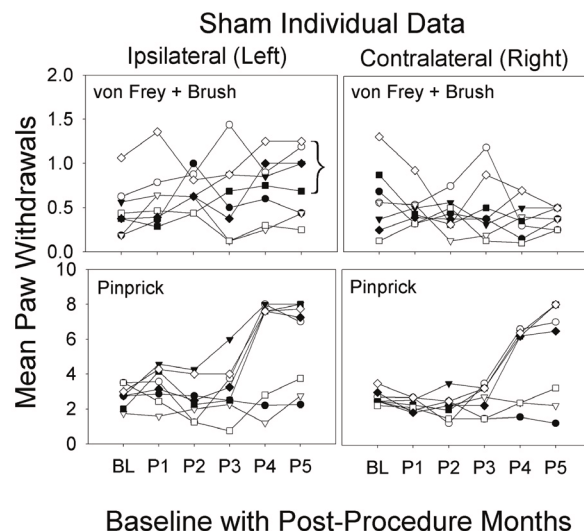 Sham Individual Data
Ipsilateral (Left)
Contralateral (Right)
Mean Paw Withdrawals
2.0
1.5
1.0
0.5
0.0
von Frey + Brush
von Frey + Brush
10
8
6
4
2
0
Pinprick
Pinprick
BL P1 P2 P3 P4 P5
BL P1 P2 P3 P4 P5
Baseline with Post-Procedure Months